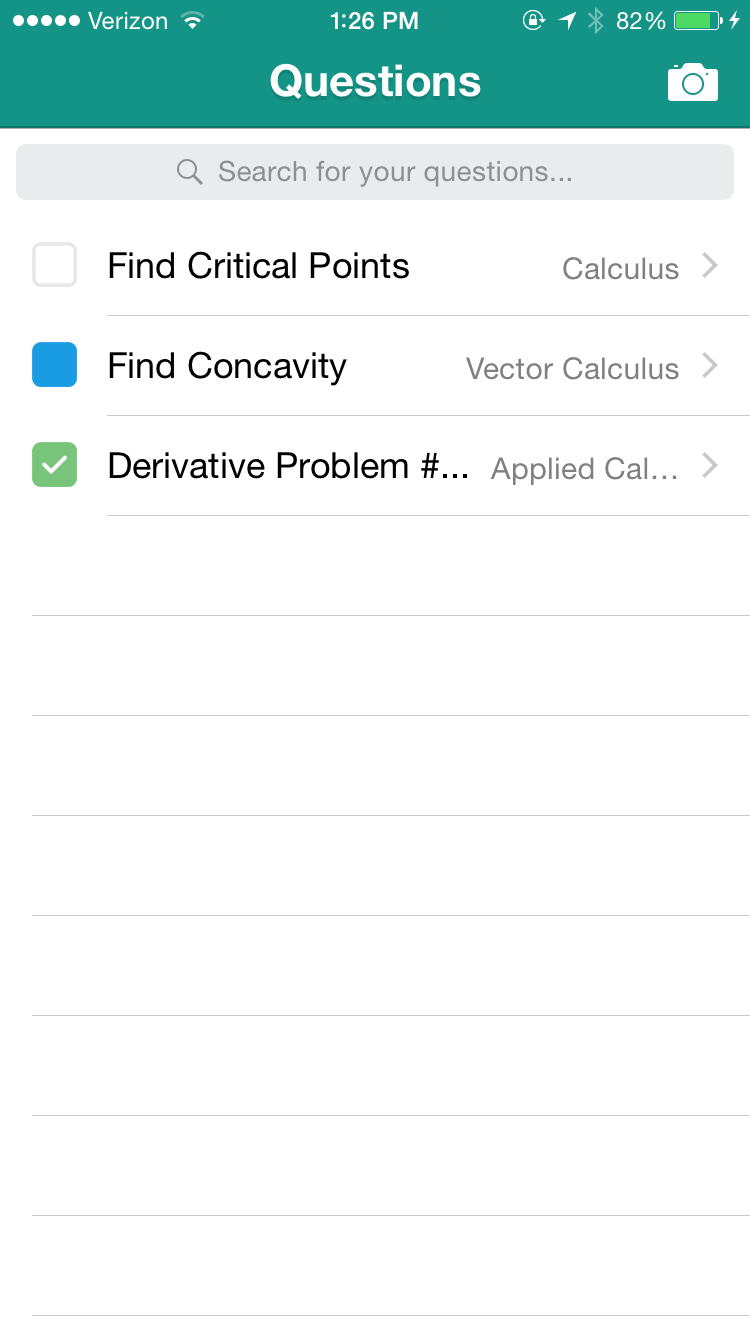 Verizon 1:26 PM 82%
Questions
Search for your questions...
Find Critical Points Calculus
Find Concavity Vector Calculus
Derivative Problem #... Applied Cal...